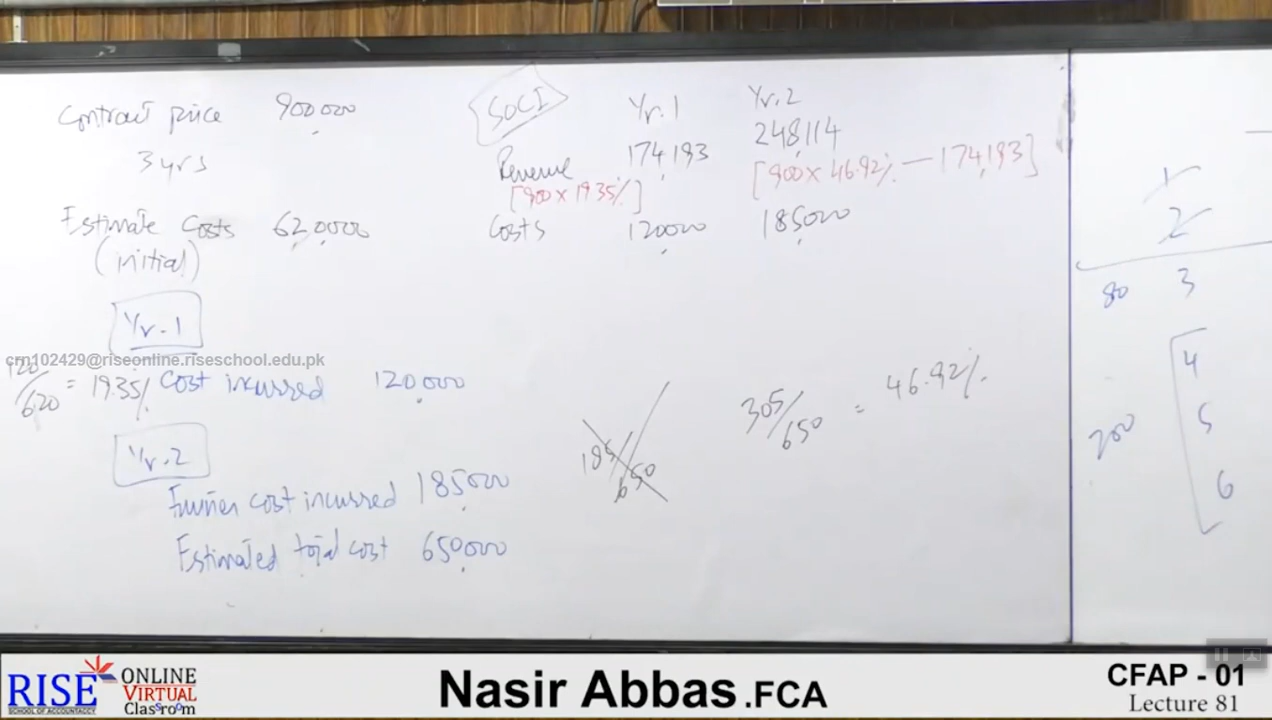 Contract price 900,000
3 yrs
Estimate Costs 620,000
(initial)
Yr.1
crn102429@riseonline.riseschool.edu.pk
120/620 = 19.35% Cost incurred 120,000
Yr.2
Further cost incurred 185,000
Estimated total cost 650,000
SOCI Yr.1 Yr.2
Revenue 174,193 248,114
[900 x 19.35%] [900 x 46.92% — 174,193]
Costs 120,000 185,000
185/650
305/650 = 46.92%
1
2
80 3
200 4
5
6
RISE
SCHOOL OF ACCOUNTANCY
ONLINE
VIRTUAL
Classroom
Nasir Abbas .FCA
CFAP - 01
Lecture 81